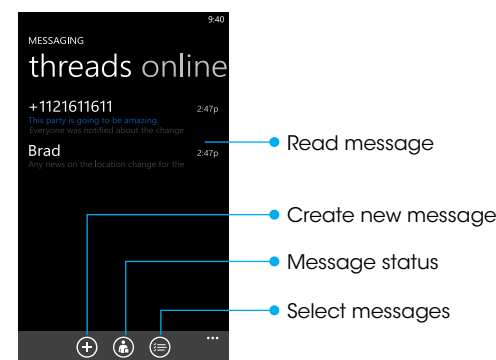 9:40
MESSAGING
threads online
+1121611611
2:47p
This party is going to be amazing.
Everyone was notified about the change
Brad
2:47p
Any news on the location change for the
Read message
Create new message
Message status
Select messages